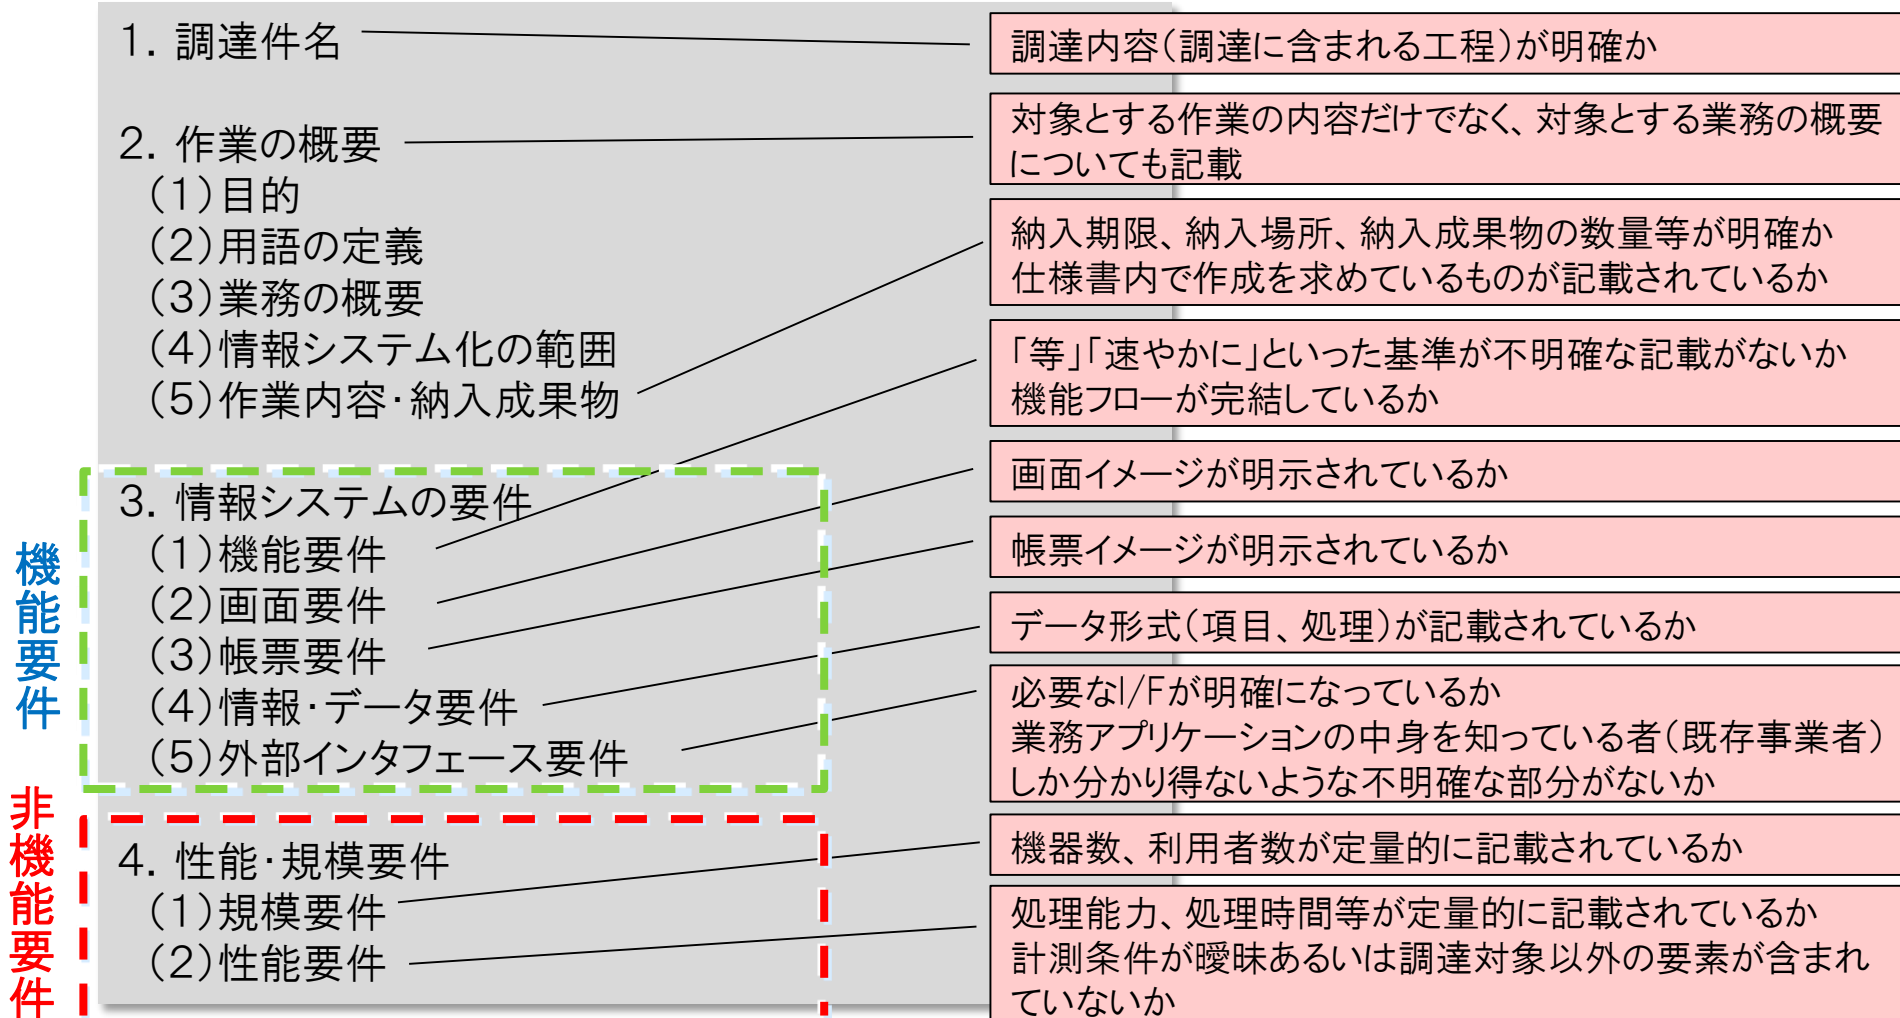 1. 調達件名
2. 作業の概要
(1)目的
(2)用語の定義
(3)業務の概要
(4)情報システム化の範囲
(5)作業内容・納入成果物
3. 情報システムの要件
(1)機能要件
(2)画面要件
(3)帳票要件
(4)情報・データ要件
(5)外部インタフェース要件
4. 性能・規模要件
(1)規模要件
(2)性能要件
機能要件
非機能要件
調達内容(調達に含まれる工程)が明確か
対象とする作業の内容だけでなく、対象とする業務の概要
についても記載
納入期限、納入場所、納入成果物の数量等が明確か
仕様書内で作成を求めているものが記載されているか
「等」「速やかに」といった基準が不明確な記載がないか
機能フローが完結しているか
画面イメージが明示されているか
帳票イメージが明示されているか
データ形式(項目、処理)が記載されているか
必要なI/Fが明確になっているか
業務アプリケーションの中身を知っている者(既存事業者)
しか分かり得ないような不明確な部分がないか
機器数、利用者数が定量的に記載されているか
処理能力、処理時間等が定量的に記載されているか
計測条件が曖昧あるいは調達対象以外の要素が含まれ
ていないか